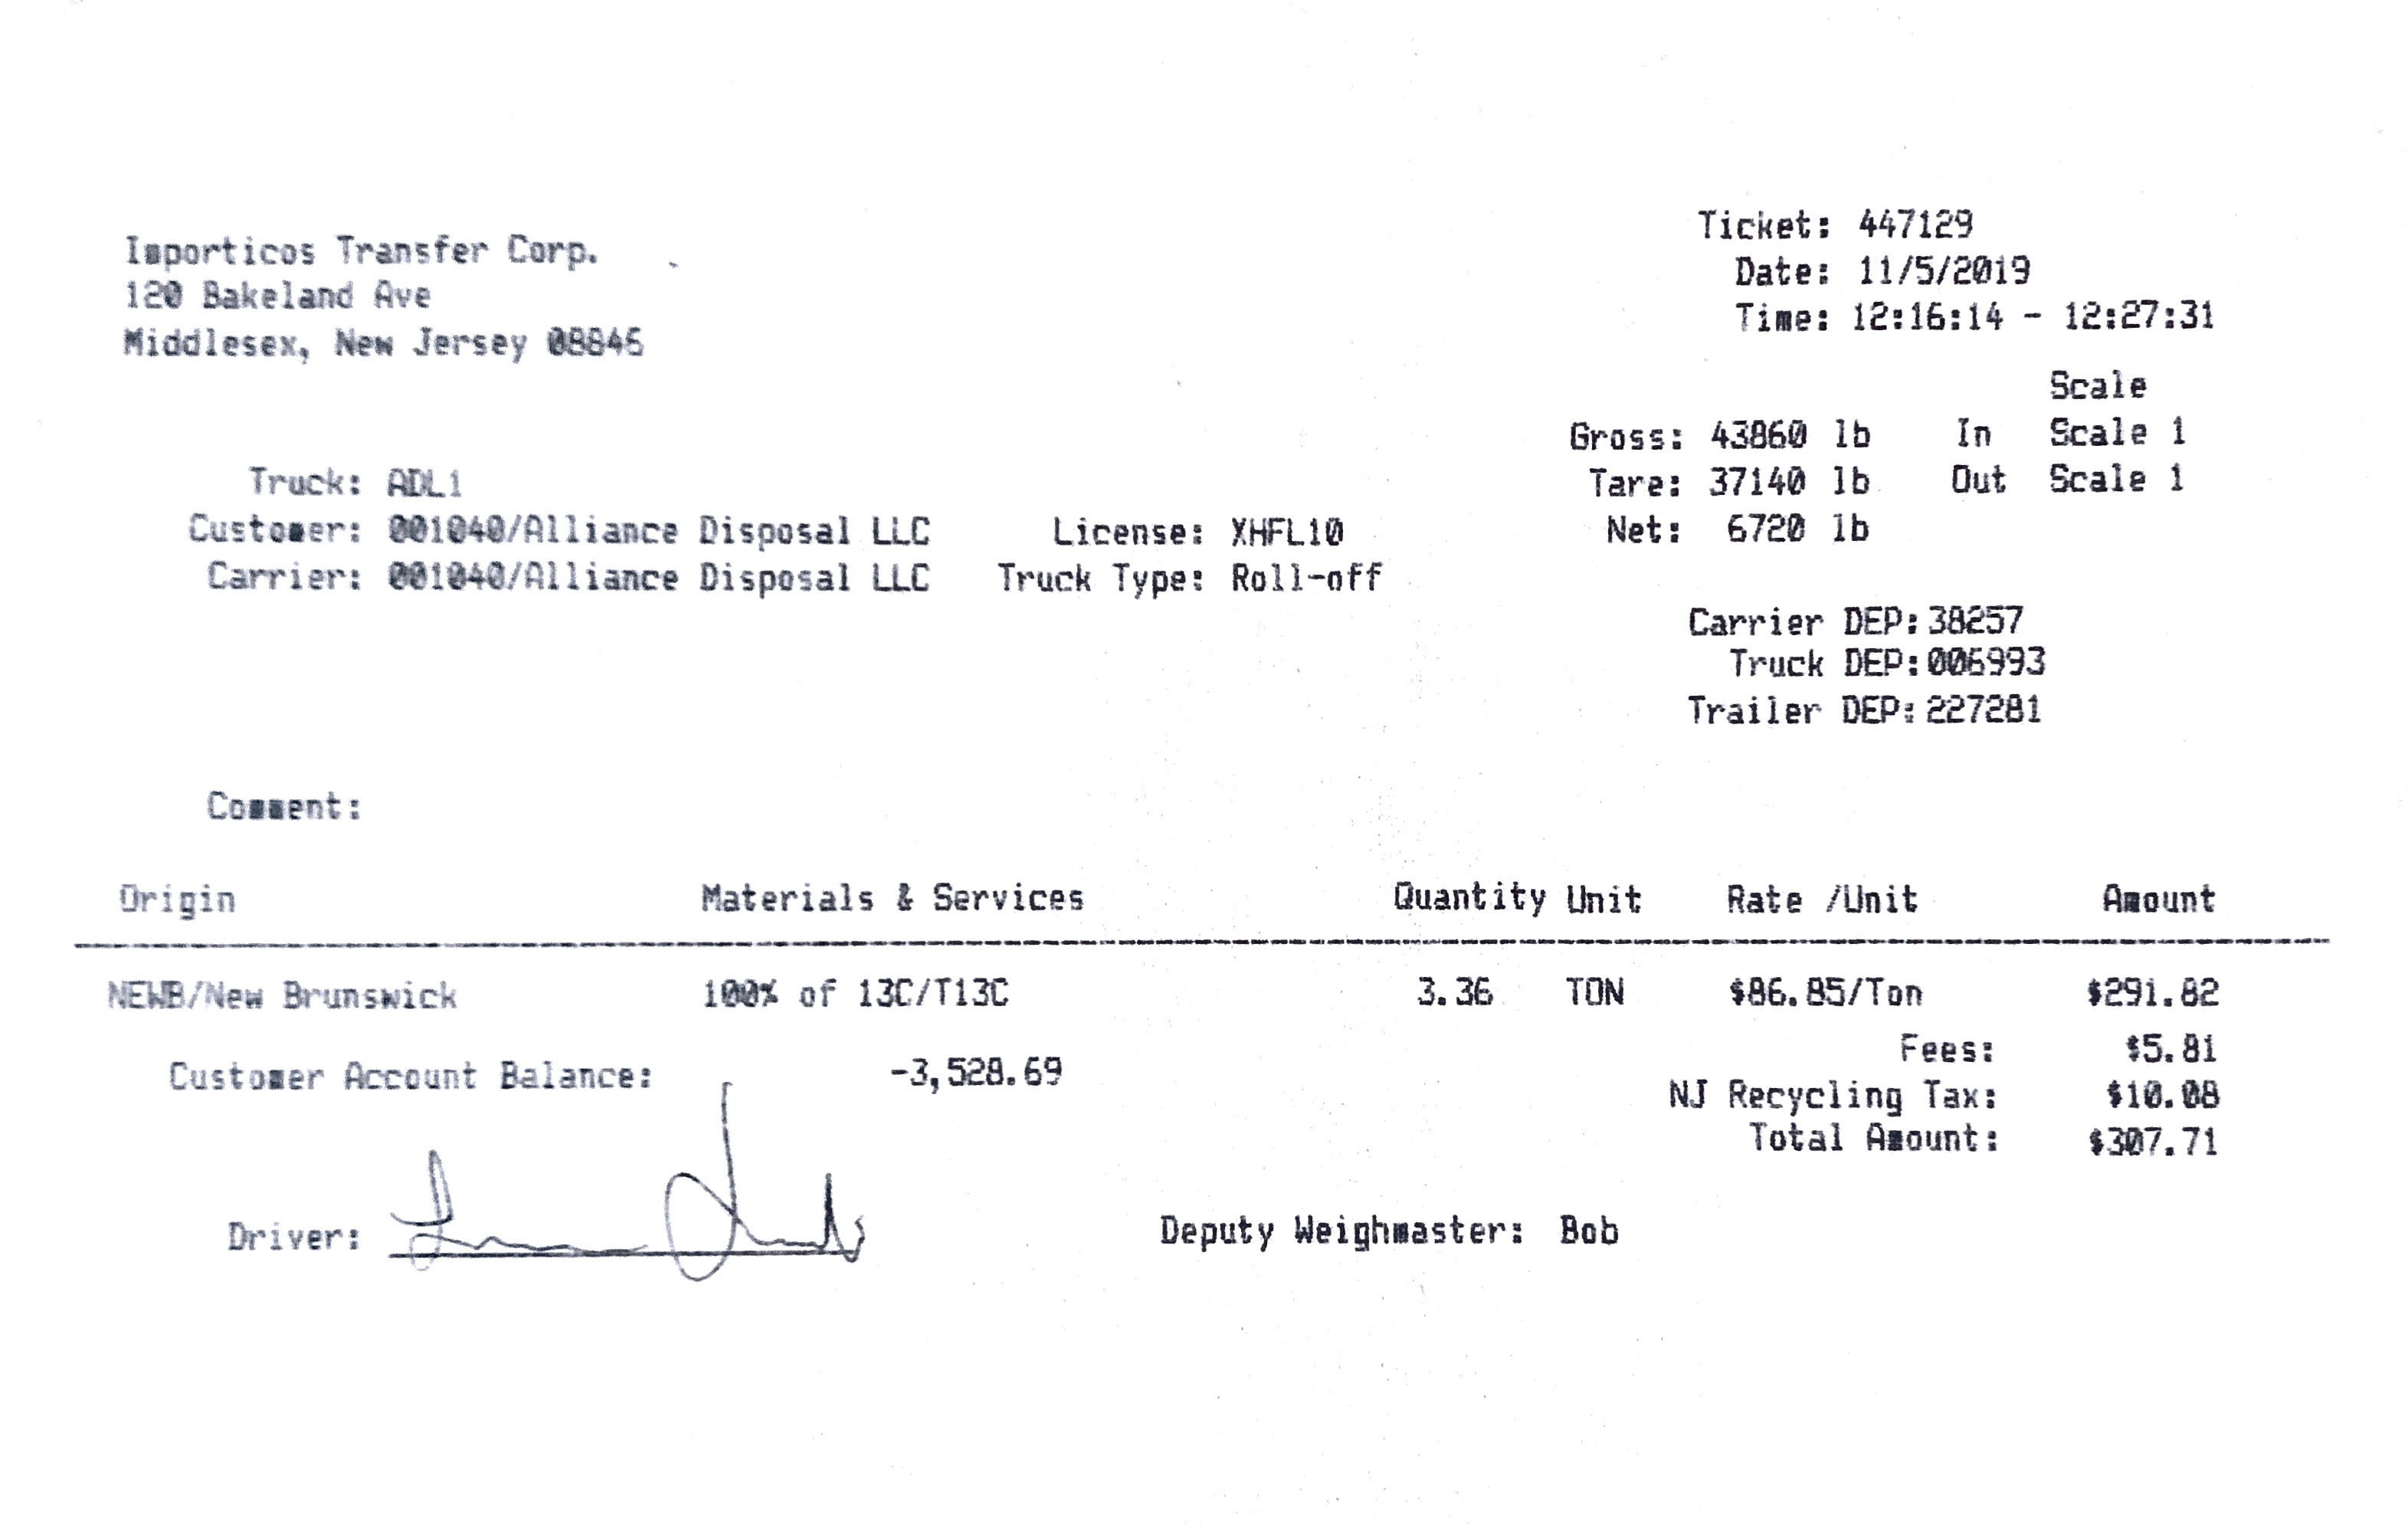 Importicos Transfer Corp.
120 Bakeland Ave
Middlesex, New Jersey 08846
Ticket: 447129
Date: 11/5/2019
Time: 12:16:14 - 12:27:31
Scale
Gross: 43860 lb In Scale 1
Tare: 37140 lb Out Scale 1
Net: 6720 lb
Truck: ADL1
Customer: 001040/Alliance Disposal LLC License: XHFL10
Carrier: 001040/Alliance Disposal LLC Truck Type: Roll-off
Carrier DEP:38257
Truck DEP:006993
Trailer DEP:227281
Comment:
Origin Materials & Services Quantity Unit Rate /Unit Amount
NEWB/New Brunswick 100% of 13C/T13C 3.36 TON $86.85/Ton $291.82
Fees: $5.81
Customer Account Balance: -3,528.69
NJ Recycling Tax: $10.08
Total Amount: $307.71
Driver: Deputy Weighmaster: Bob